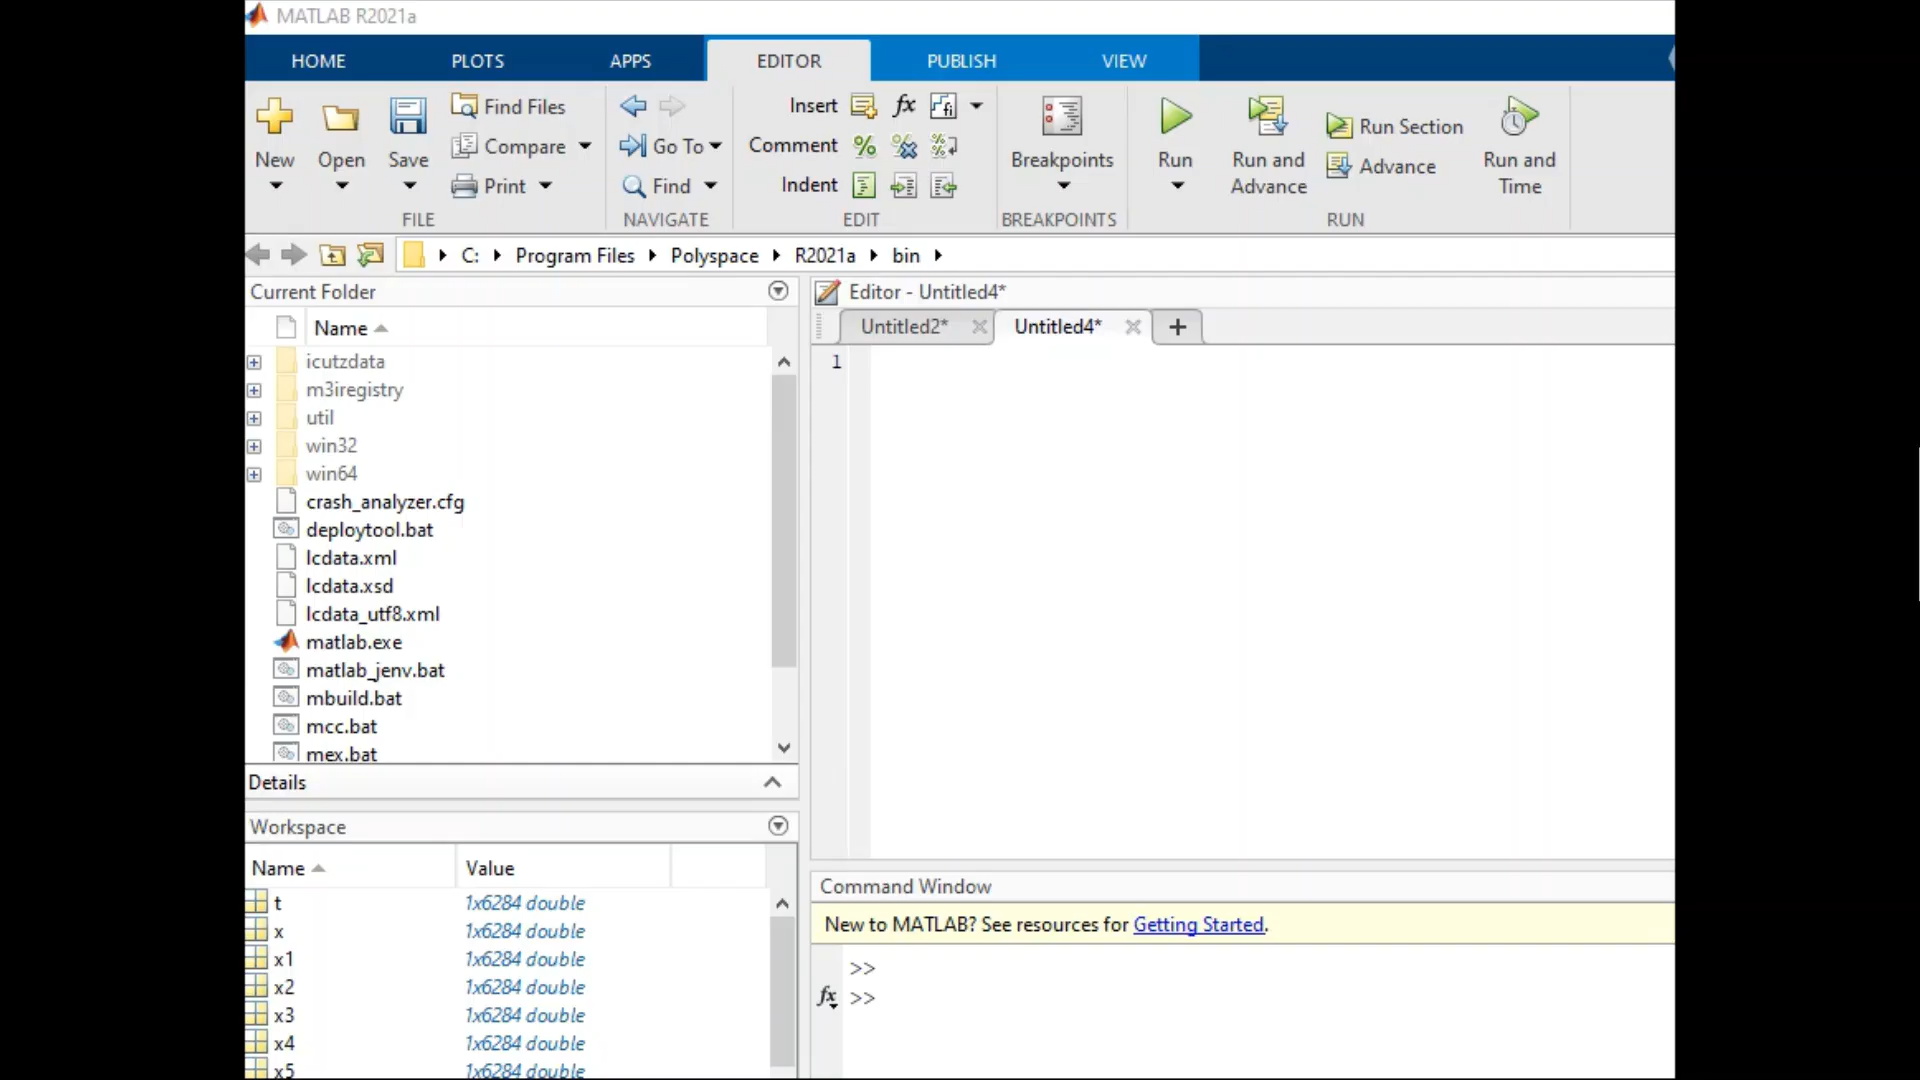 MATLAB R2021a
HOME PLOTS APPS EDITOR PUBLISH VIEW
New
Open
Save
Find Files
Compare
Print
FILE
Go To
Find
NAVIGATE
Insert fx fi
Comment
Indent
EDIT
Breakpoints
BREAKPOINTS
Run
Run and
Advance
Run Section
Advance
Run and
Time
RUN
C: Program Files Polyspace R2021a bin
Current Folder
Name
icutzdata
m3iregistry
util
win32
win64
crash_analyzer.cfg
deploytool.bat
lcdata.xml
lcdata.xsd
lcdata_utf8.xml
matlab.exe
matlab_jenv.bat
mbuild.bat
mcc.bat
mex.bat
Details
Workspace
Name Value
t 1x6284 double
x 1x6284 double
x1 1x6284 double
x2 1x6284 double
x3 1x6284 double
x4 1x6284 double
x5 1x6284 double
Editor - Untitled4*
Untitled2* Untitled4* +
1
Command Window
New to MATLAB? See resources for Getting Started.
>>
fx >>